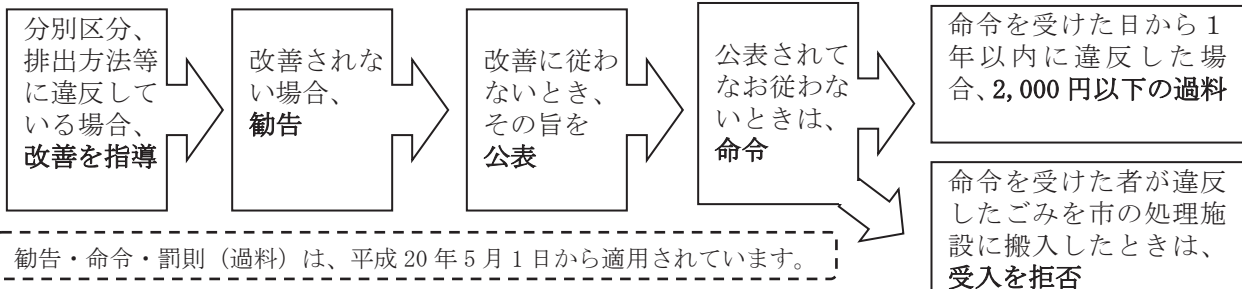 分別区分、
排出方法等
に違反して
いる場合、
改善を指導
改善されな
い場合、
勧告
改善に従わ
ないとき、
その旨を
公表
公表されて
なお従わな
いときは、
命令
命令を受けた日から１
年以内に違反した場
合、2,000 円以下の過料
命令を受けた者が違反
したごみを市の処理施
設に搬入したときは、
受入を拒否
勧告・命令・罰則（過料）は、平成 20 年 5 月 1 日から適用されています。